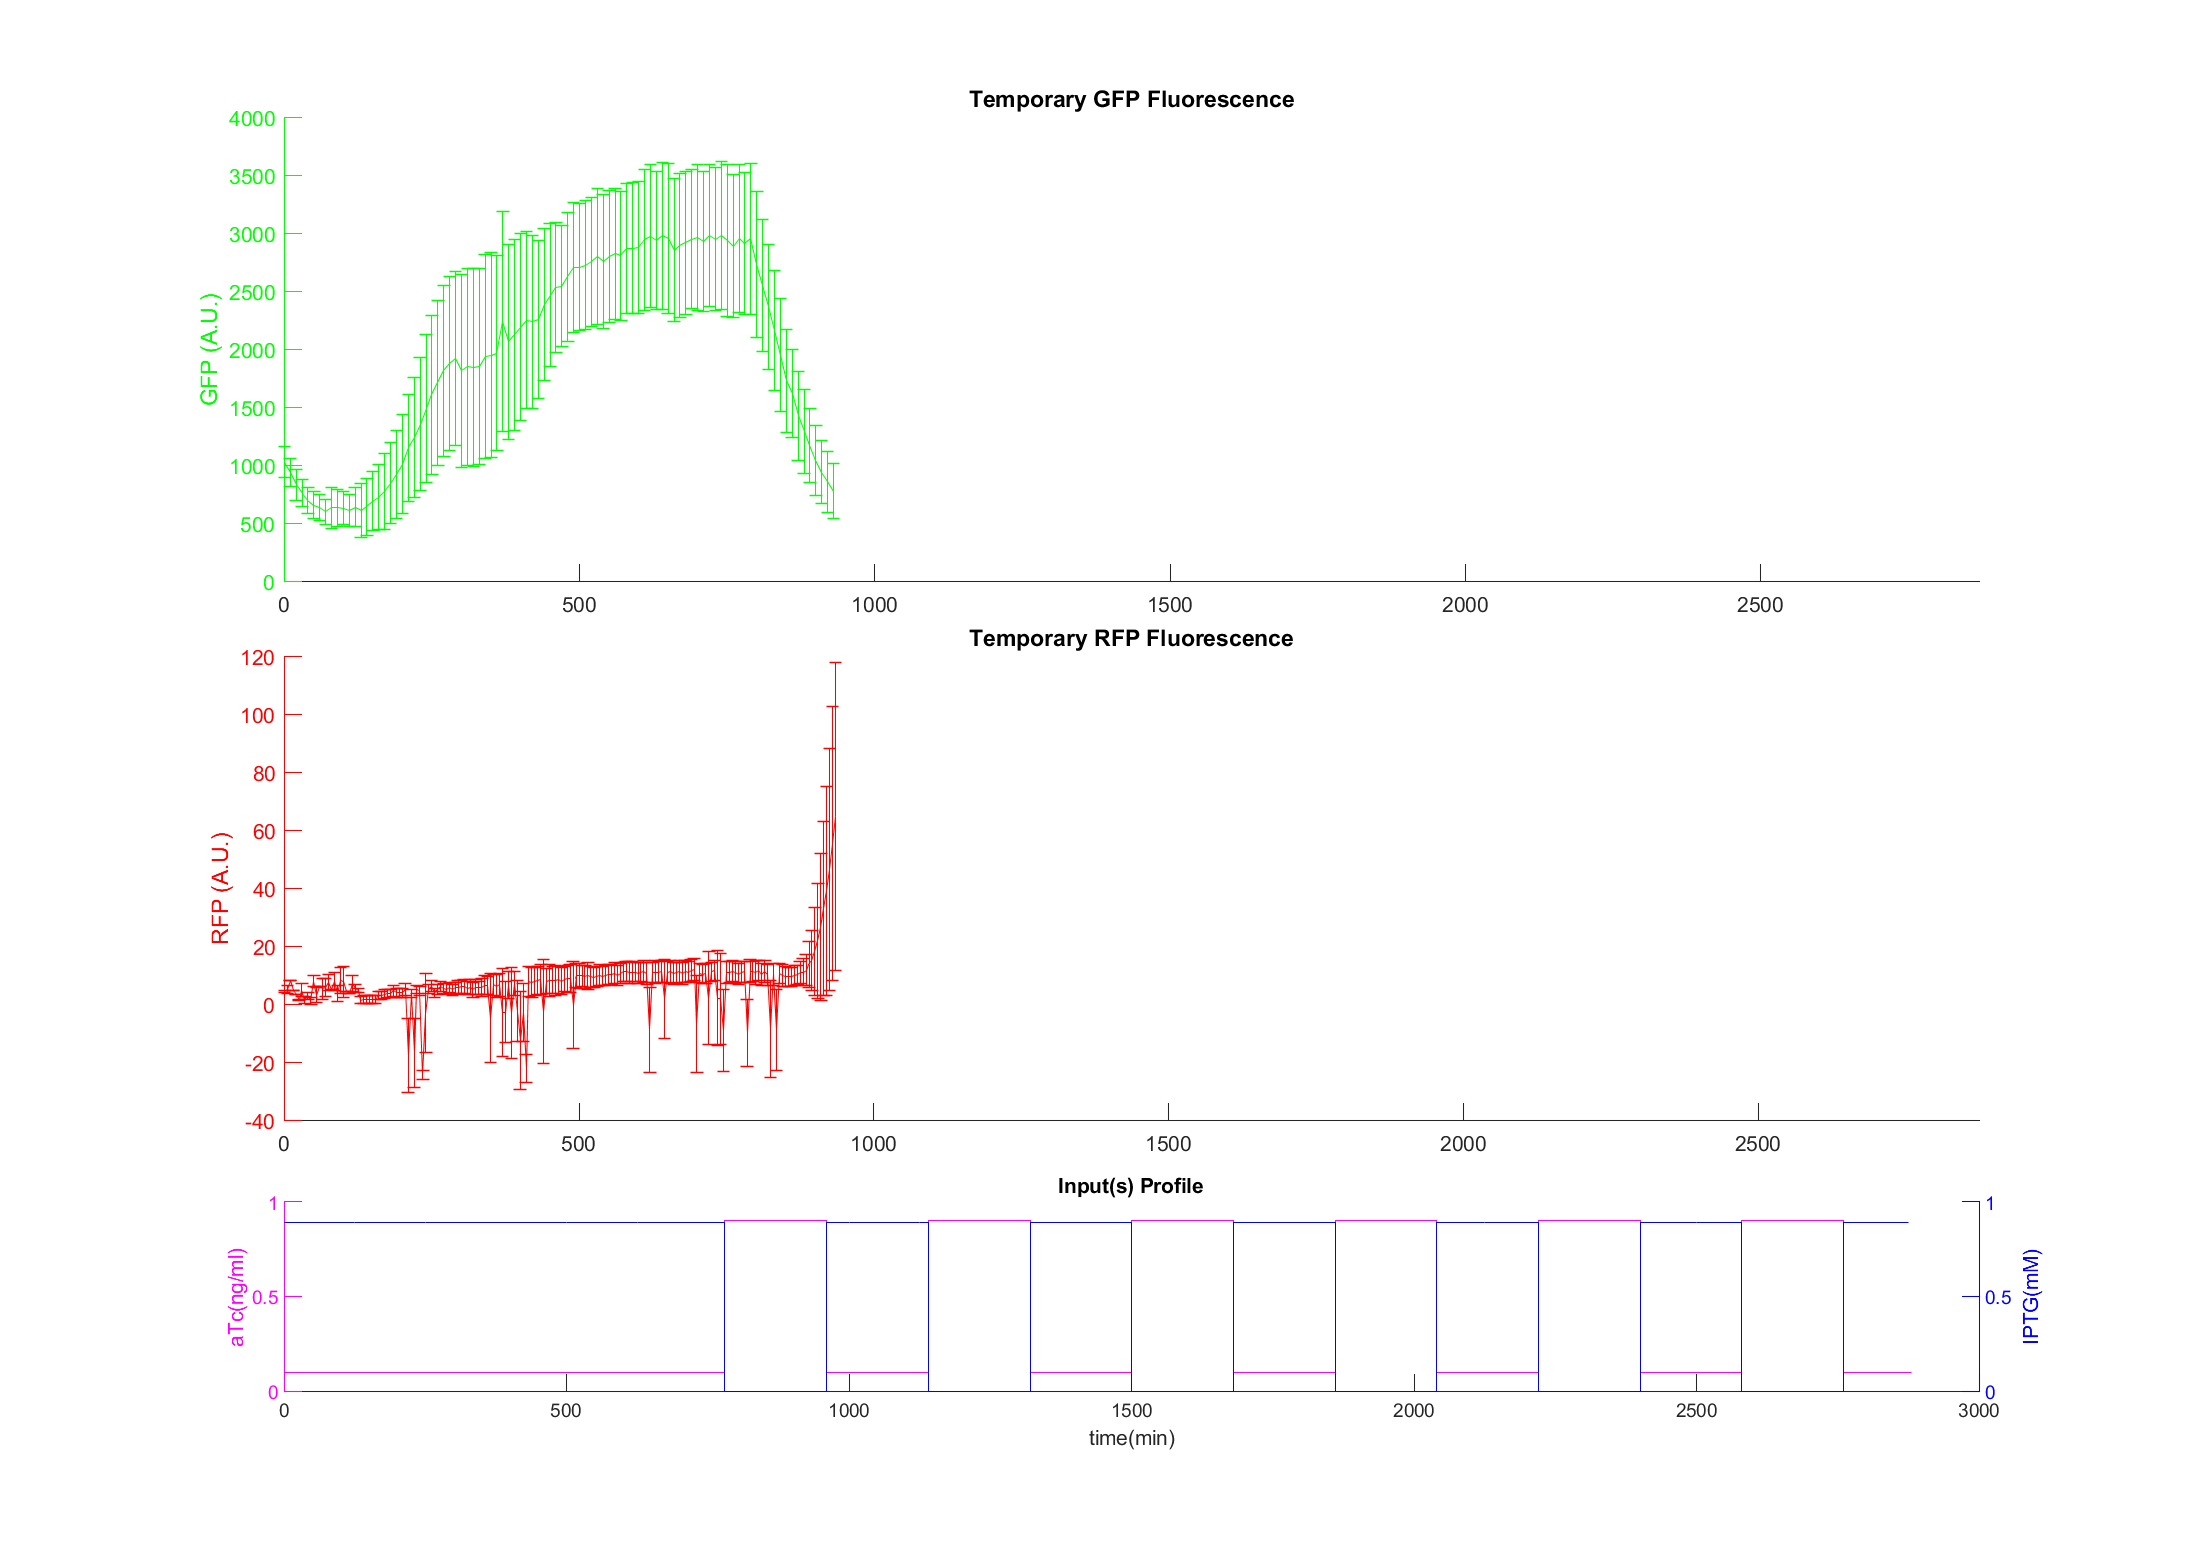 Temporary GFP Fluorescence
4000
3500
3000
2500
2000
1500
1000
500
0
GFP (A.U.)
0 500 1000 1500 2000 2500
Temporary RFP Fluorescence
120
100
80
60
40
20
0
-20
-40
RFP (A.U.)
0 500 1000 1500 2000 2500
Input(s) Profile
1
0.5
0
aTc(ng/ml)
1
0.5
0
IPTG(mM)
0 500 1000 1500 2000 2500 3000
time(min)